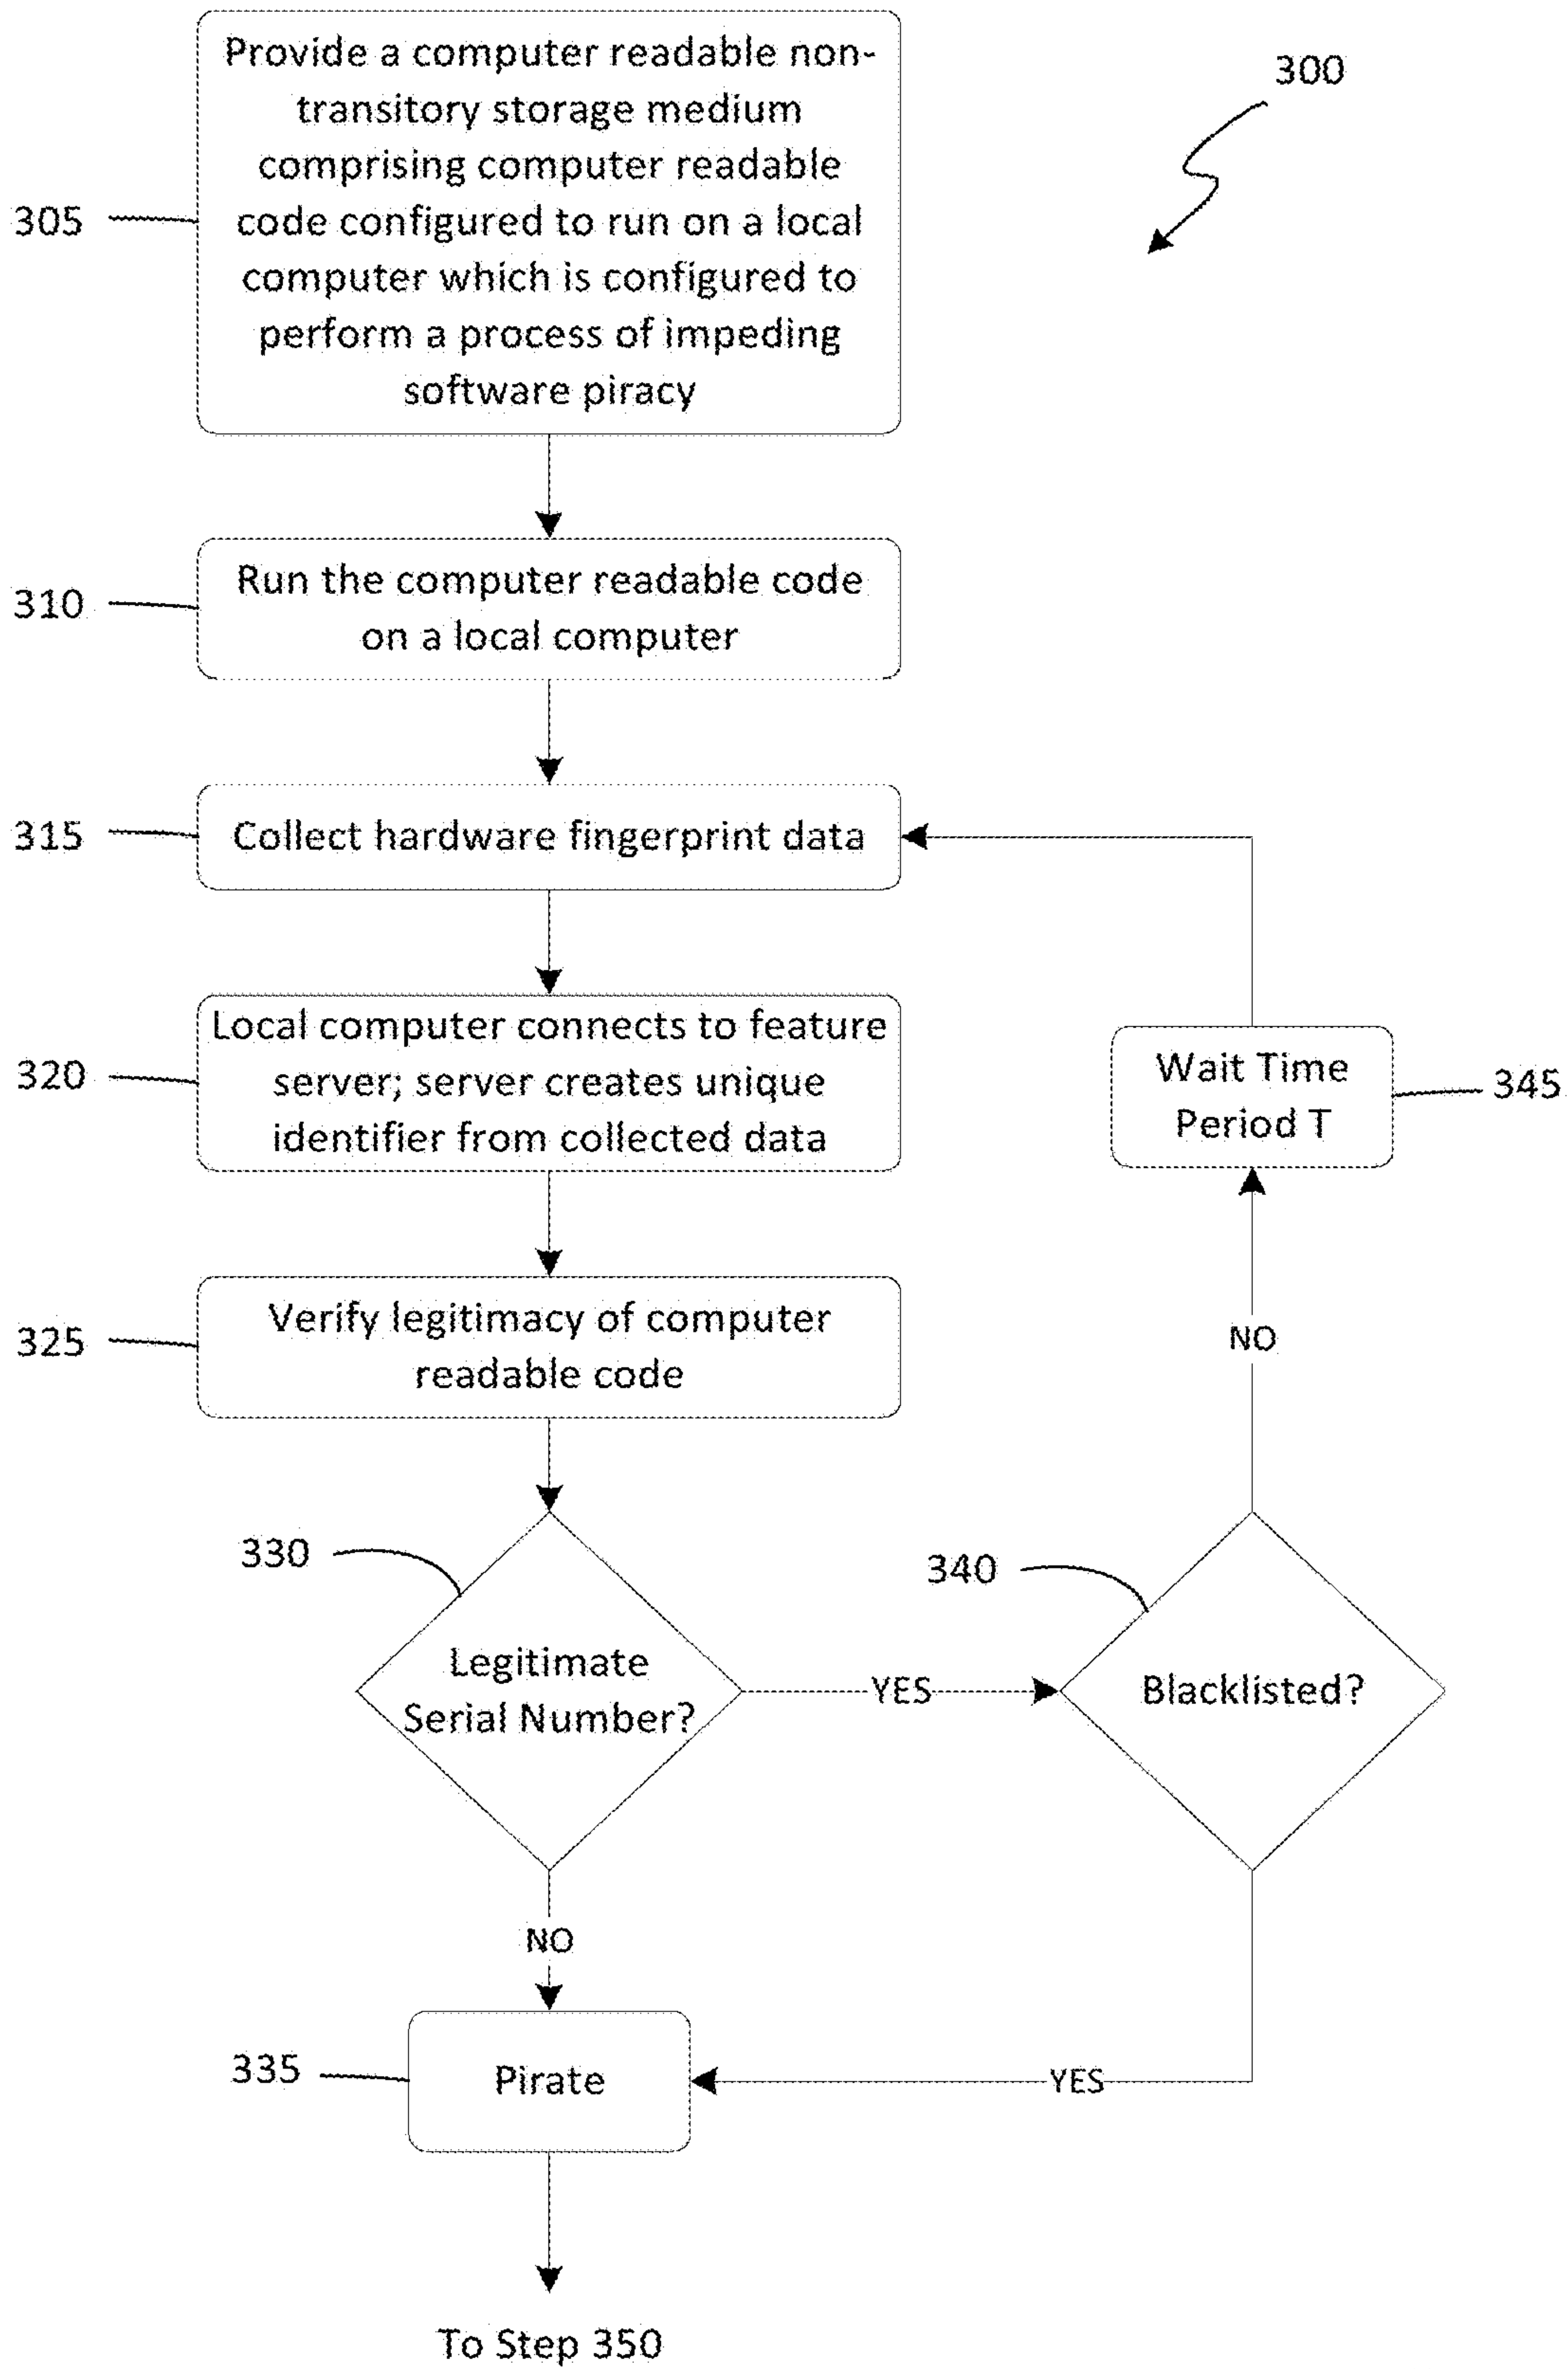 Provide a computer readable non-
transitory storage medium
comprising computer readable
code configured to run on a local
computer which is configured to
perform a process of impeding
software piracy
300
305
Run the computer readable code
on a local computer
310
Collect hardware fingerprint data
315
Local computer connects to feature
server; server creates unique
identifier from collected data
320
Wait Time
Period T
345
Verify legitimacy of computer
readable code
325
NO
330
Legitimate
Serial Number?
YES
340
Blacklisted?
NO
335
Pirate
YES
To Step 350